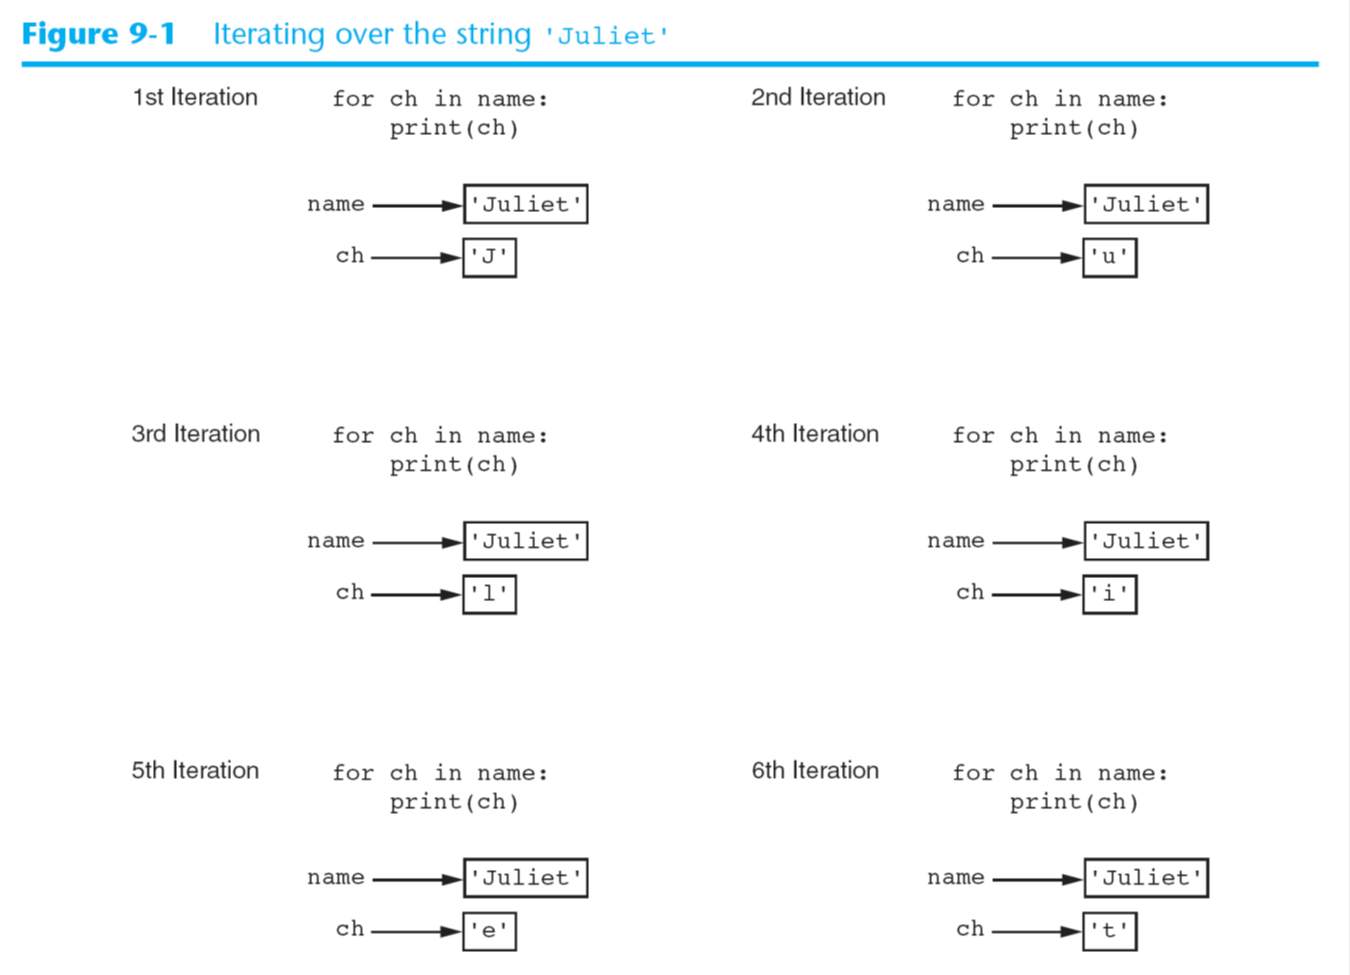 Figure 9-1 Iterating over the string 'Juliet'
1st Iteration for ch in name:
print(ch)
name 'Juliet'
ch 'J'
2nd Iteration for ch in name:
print(ch)
name 'Juliet'
ch 'u'
3rd Iteration for ch in name:
print(ch)
name 'Juliet'
ch 'l'
4th Iteration for ch in name:
print(ch)
name 'Juliet'
ch 'i'
5th Iteration for ch in name:
print(ch)
name 'Juliet'
ch 'e'
6th Iteration for ch in name:
print(ch)
name 'Juliet'
ch 't'